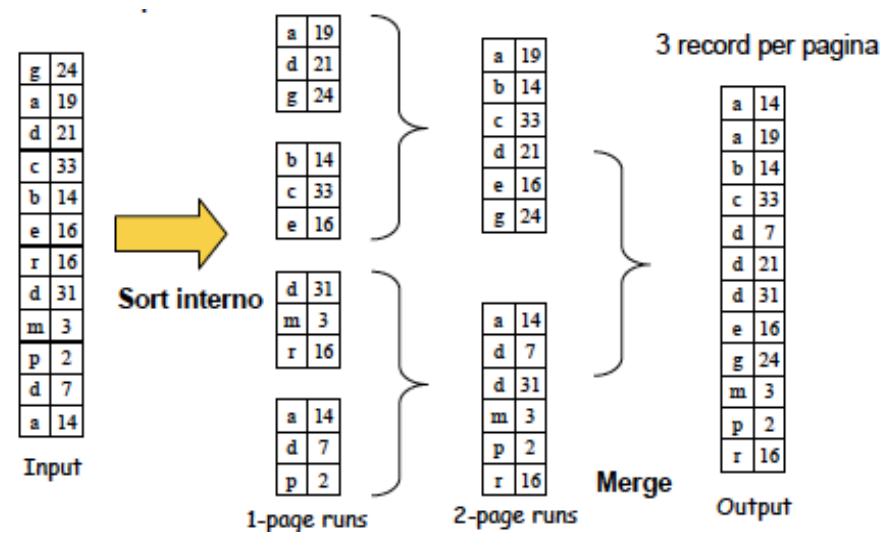 g 24
a 19
d 21
c 33
b 14
e 16
r 16
d 31
m 3
p 2
d 7
a 14
Input
Sort interno
a 19
d 21
g 24
b 14
c 33
e 16
d 31
m 3
r 16
a 14
d 7
p 2
1-page runs
a 19
b 14
c 33
d 21
e 16
g 24
a 14
d 7
d 31
m 3
p 2
r 16
2-page runs
Merge
3 record per pagina
a 14
a 19
b 14
c 33
d 7
d 21
d 31
e 16
g 24
m 3
p 2
r 16
Output